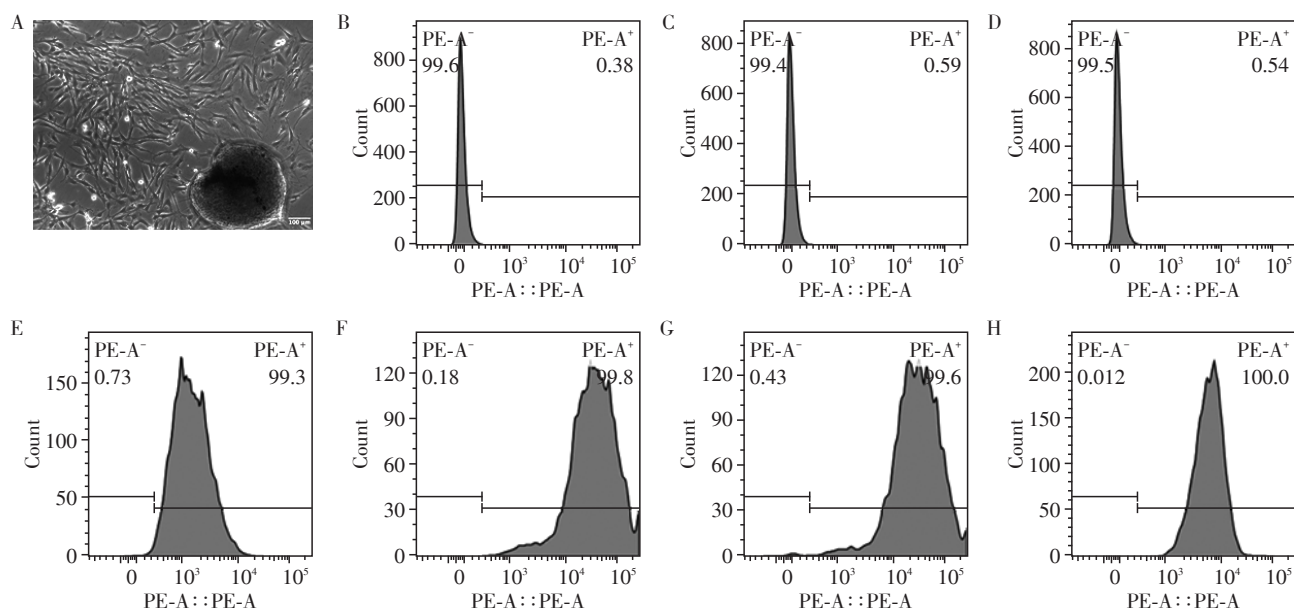 A
100 μm
B
PE-A⁻ PE-A⁺
99.6 0.38
800
600
400
200
0
Count
0 10³ 10⁴ 10⁵
PE-A::PE-A
C
PE-A⁻ PE-A⁺
99.4 0.59
800
600
400
200
0
Count
0 10³ 10⁴ 10⁵
PE-A::PE-A
D
PE-A⁻ PE-A⁺
99.5 0.54
800
600
400
200
0
Count
0 10³ 10⁴ 10⁵
PE-A::PE-A
E
PE-A⁻ PE-A⁺
0.73 99.3
150
100
50
0
Count
0 10³ 10⁴ 10⁵
PE-A::PE-A
F
PE-A⁻ PE-A⁺
0.18 99.8
120
90
60
30
0
Count
0 10³ 10⁴ 10⁵
PE-A::PE-A
G
PE-A⁻ PE-A⁺
0.43 99.6
120
90
60
30
0
Count
0 10³ 10⁴ 10⁵
PE-A::PE-A
H
PE-A⁻ PE-A⁺
0.012 100.0
200
150
100
50
0
Count
0 10³ 10⁴ 10⁵
PE-A::PE-A